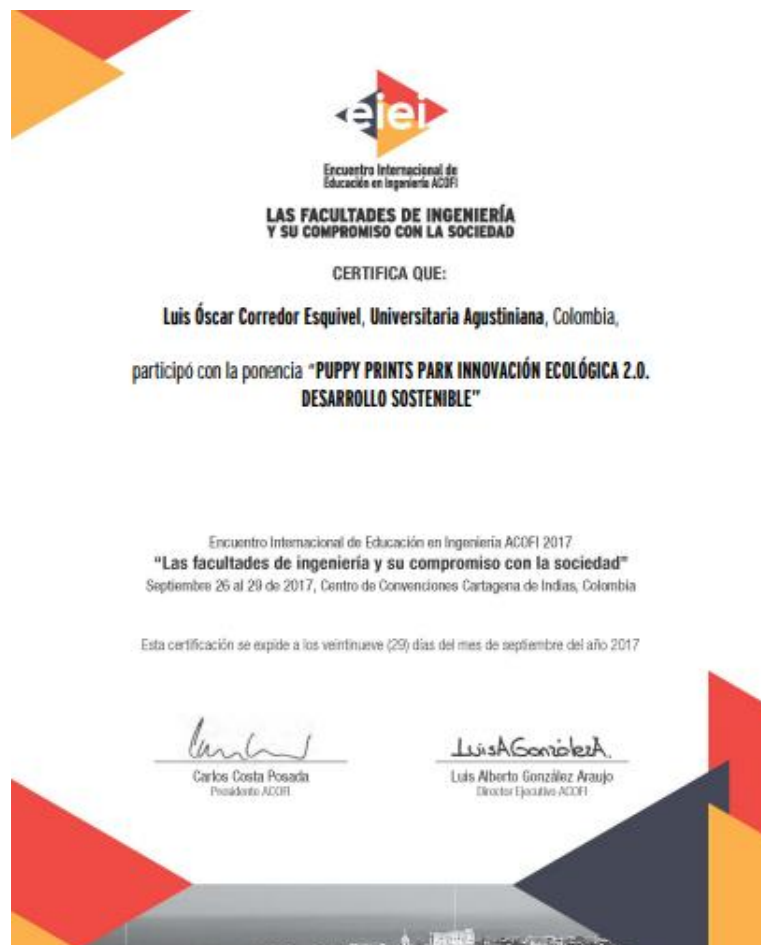 eiei
Encuentro Internacional de
Educación en Ingeniería ACOFI
LAS FACULTADES DE INGENIERÍA
Y SU COMPROMISO CON LA SOCIEDAD
CERTIFICA QUE:
Luis Óscar Corredor Esquivel, Universitaria Agustiniana, Colombia,
participó con la ponencia “PUPPY PRINTS PARK INNOVACIÓN ECOLÓGICA 2.0.
DESARROLLO SOSTENIBLE”
Encuentro Internacional de Educación en Ingeniería ACOFI 2017
“Las facultades de ingeniería y su compromiso con la sociedad”
Septiembre 26 al 29 de 2017, Centro de Convenciones Cartagena de Indias, Colombia
Esta certificación se expide a los veintinueve (29) días del mes de septiembre del año 2017
LuisAGonzálezA.
Carlos Costa Posada
Presidente ACOFI
Luis Alberto González Araujo
Director Ejecutivo ACOFI